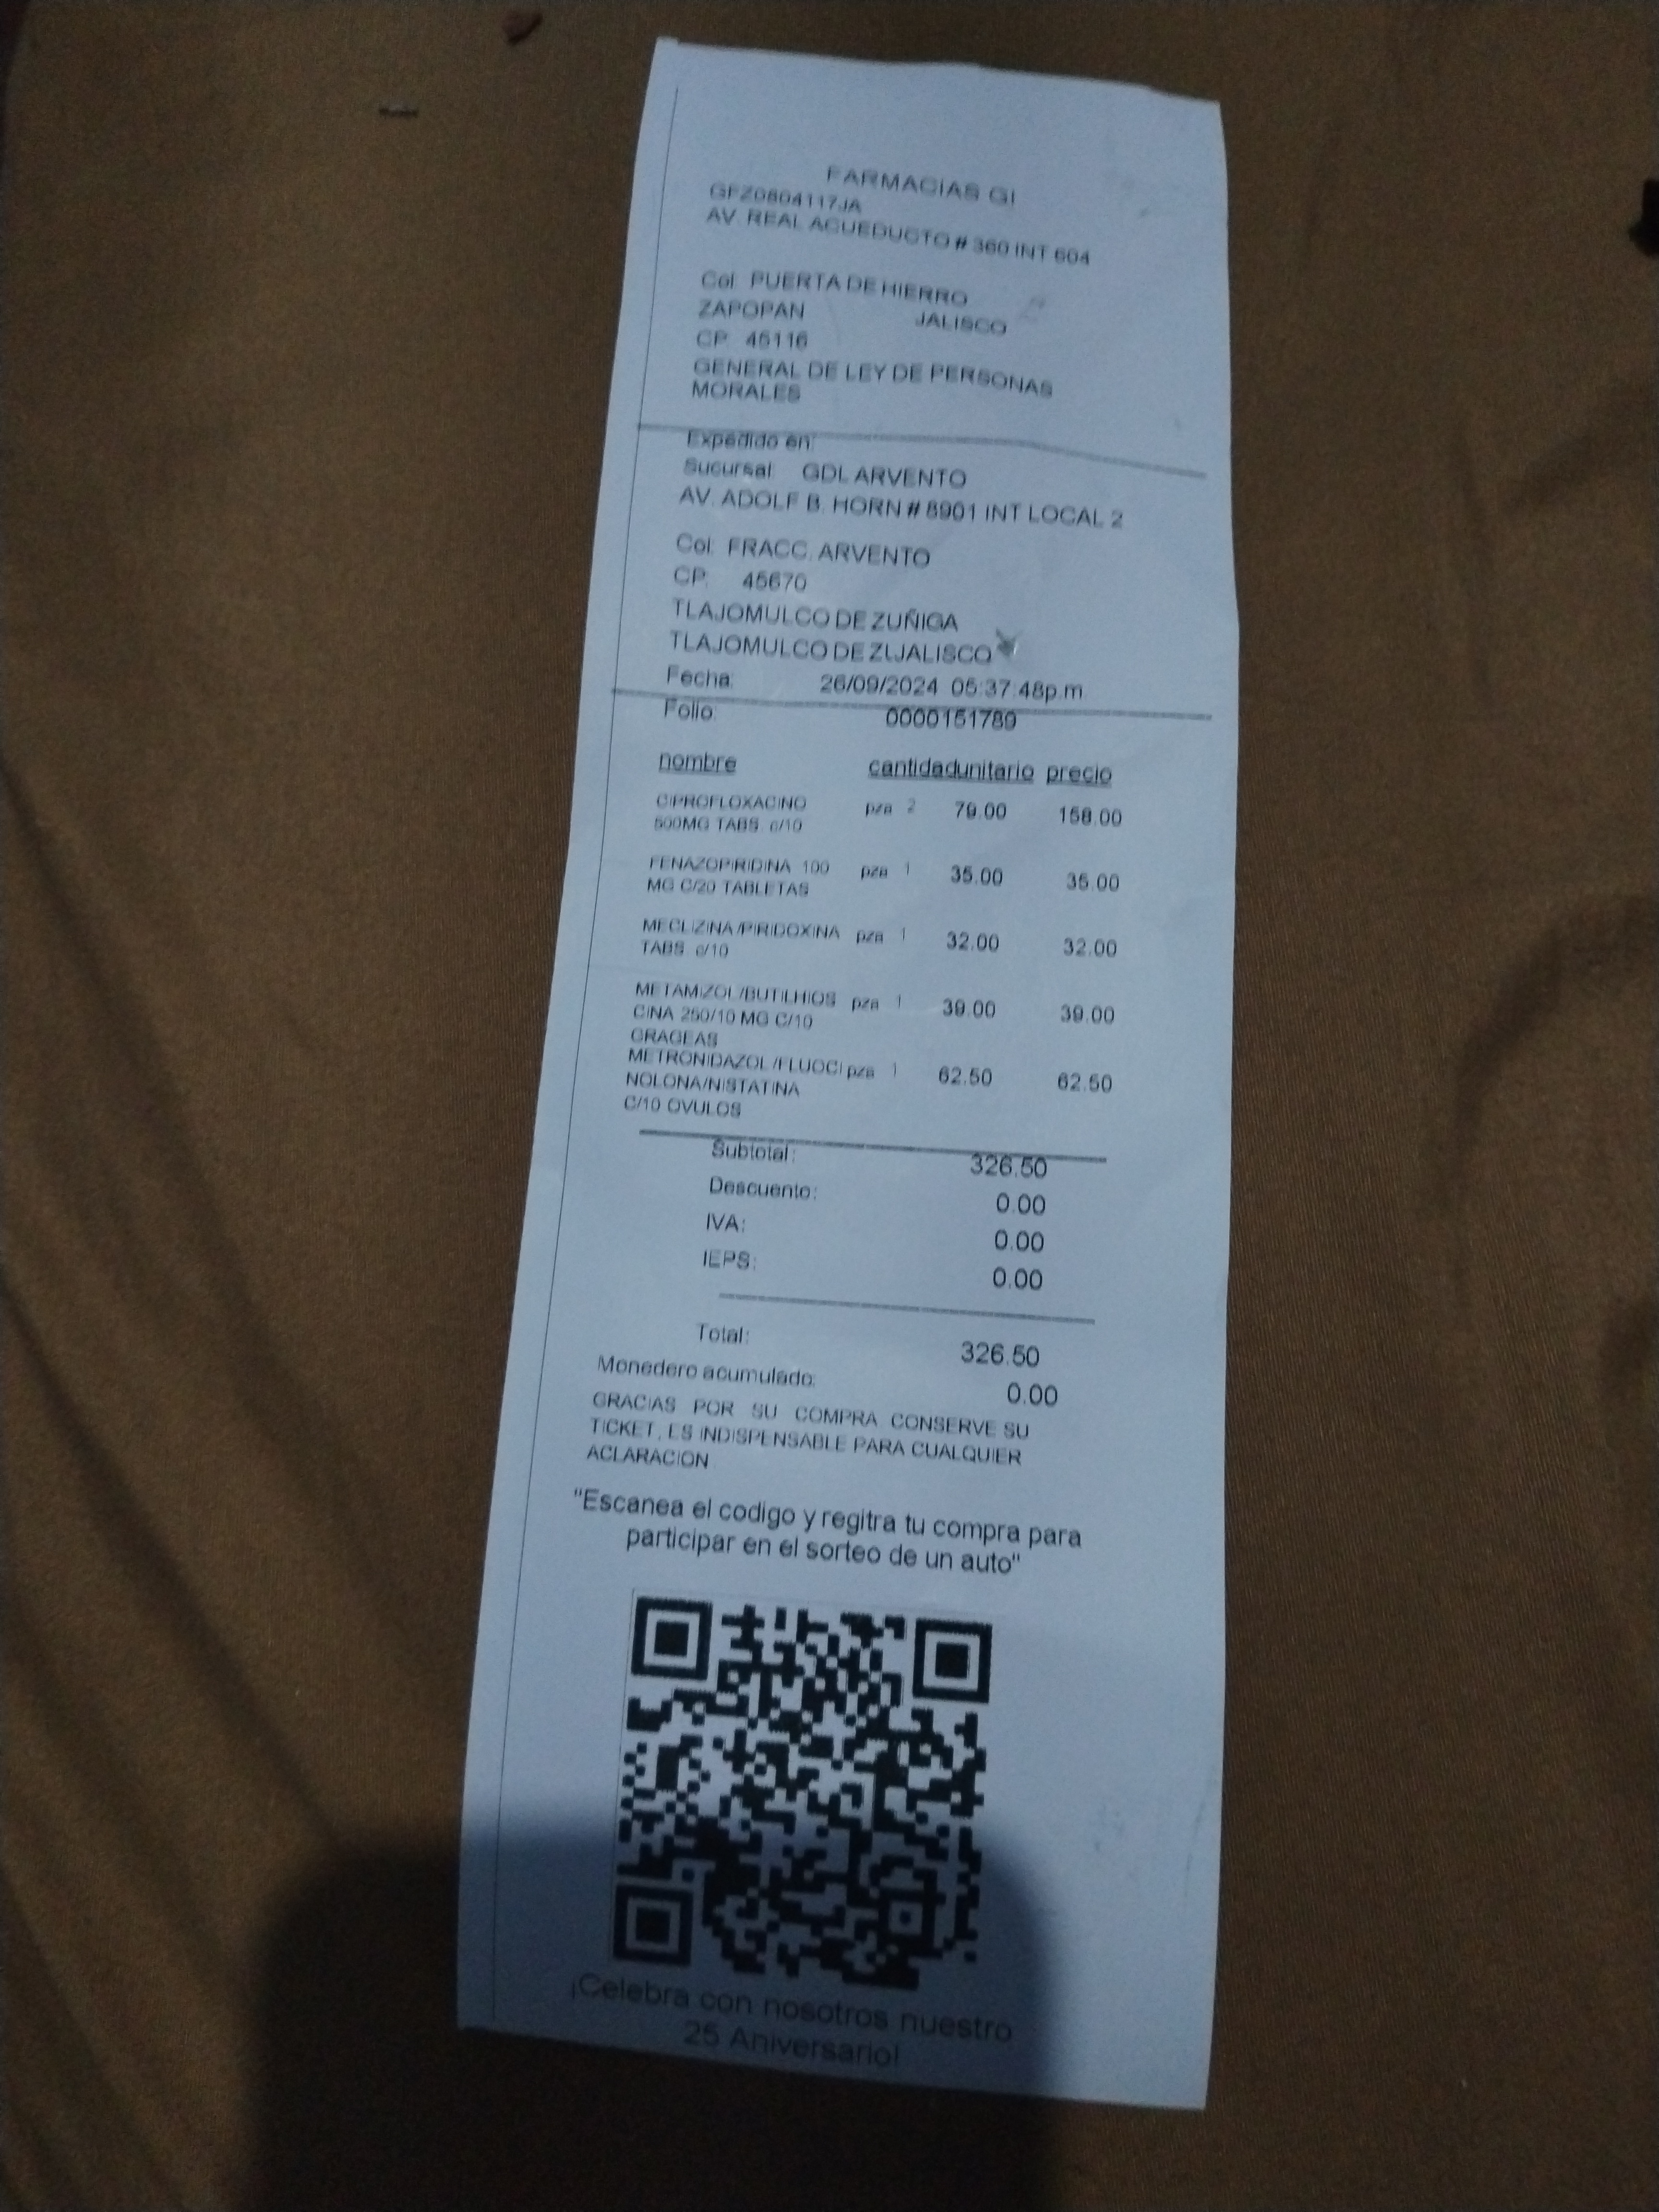 FARMACIAS GI
GFZ0804117JA
AV. REAL ACUEDUCTO # 360 INT 604
Col: PUERTA DE HIERRO
ZAPOPAN JALISCO
CP: 45116
GENERAL DE LEY DE PERSONAS
MORALES
Expedido en:
Sucursal: GDL ARVENTO
AV. ADOLF B. HORN # 8901 INT LOCAL 2
Col: FRACC. ARVENTO
CP: 45670
TLAJOMULCO DE ZUÑIGA
TLAJOMULCO DE ZUJALISCO
Fecha: 26/09/2024 05:37:48p.m.
Folio: 0000151789
nombre cantidadunitario precio
CIPROFLOXACINO pza 2 79.00 158.00
500MG TABS. c/10
FENAZOPIRIDINA 100 pza 1 35.00 35.00
MG C/20 TABLETAS
MECLIZINA/PIRIDOXINA pza 1 32.00 32.00
TABS c/10
METAMIZOL/BUTILHIOS pza 1 39.00 39.00
CINA 250/10 MG C/10
GRAGEAS
METRONIDAZOL/FLUOCI pza 1 62.50 62.50
NOLONA/NISTATINA
C/10 OVULOS
Subtotal: 326.50
Descuento: 0.00
IVA: 0.00
IEPS: 0.00
Total: 326.50
Monedero acumulado: 0.00
GRACIAS POR SU COMPRA CONSERVE SU
TICKET, ES INDISPENSABLE PARA CUALQUIER
ACLARACION
"Escanea el codigo y regitra tu compra para
participar en el sorteo de un auto"
¡Celebra con nosotros nuestro
25 Aniversario!